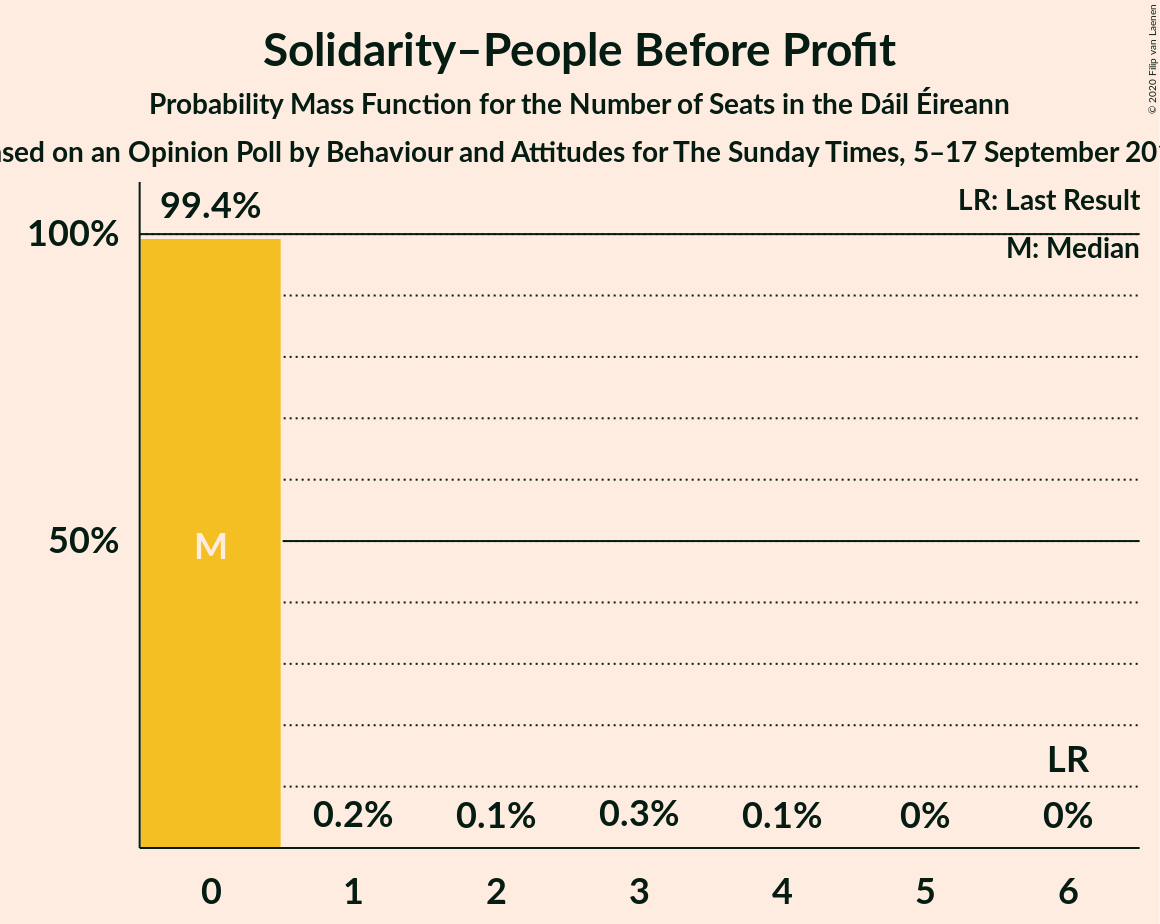 Solidarity–People Before Profit
Probability Mass Function for the Number of Seats in the Dáil Éireann
on an Opinion Poll by Behaviour and Attitudes for The Sunday Times, 5–17 September
© 2020 Filip van Laenen
LR: Last Result
M: Median
99.4%
100%
50%
M
LR
0.2%
0.1%
0.3%
0.1%
0%
0%
0
1
2
3
4
5
6